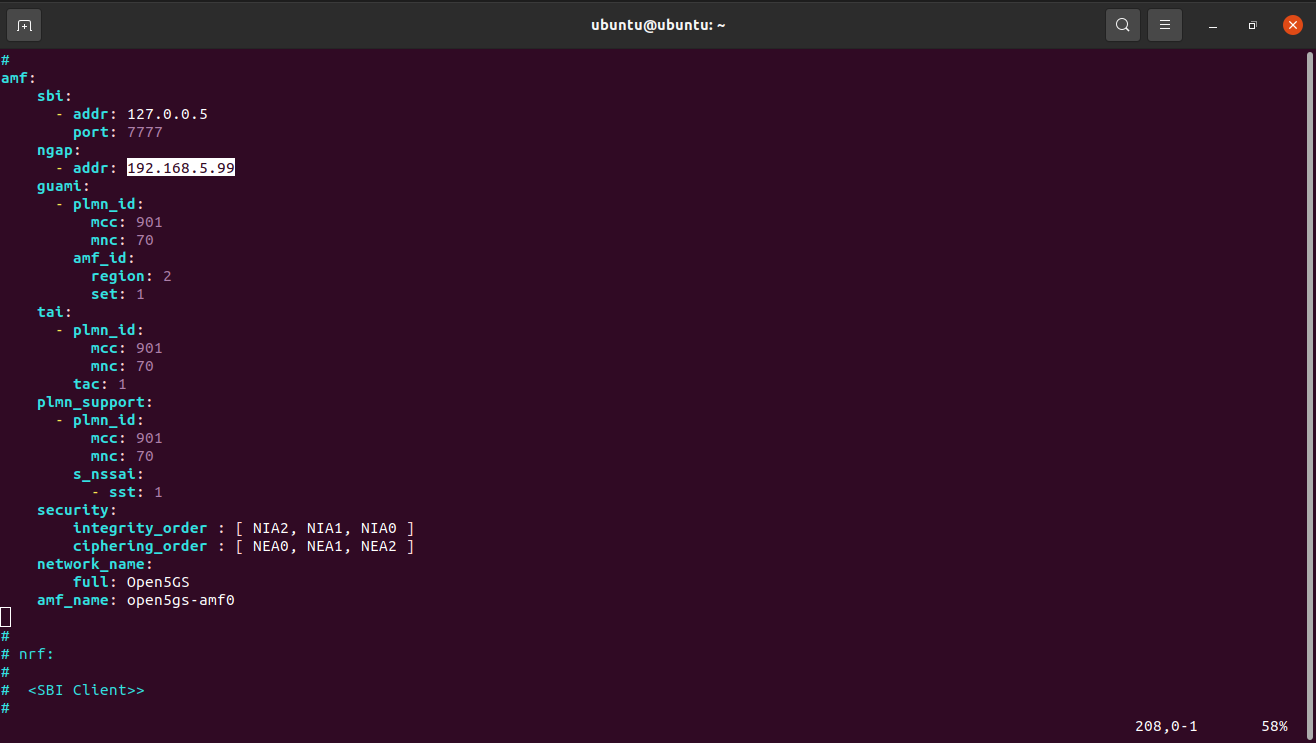 ubuntu@ubuntu: ~
#
amf:
    sbi:
      - addr: 127.0.0.5
        port: 7777
    ngap:
      - addr: 192.168.5.99
    guami:
      - plmn_id:
          mcc: 901
          mnc: 70
        amf_id:
          region: 2
          set: 1
    tai:
      - plmn_id:
          mcc: 901
          mnc: 70
        tac: 1
    plmn_support:
      - plmn_id:
          mcc: 901
          mnc: 70
        s_nssai:
          - sst: 1
    security:
        integrity_order : [ NIA2, NIA1, NIA0 ]
        ciphering_order : [ NEA0, NEA1, NEA2 ]
    network_name:
        full: Open5GS
    amf_name: open5gs-amf0

#
# nrf:
#
#  <SBI Client>>
#
208,0-1 58%